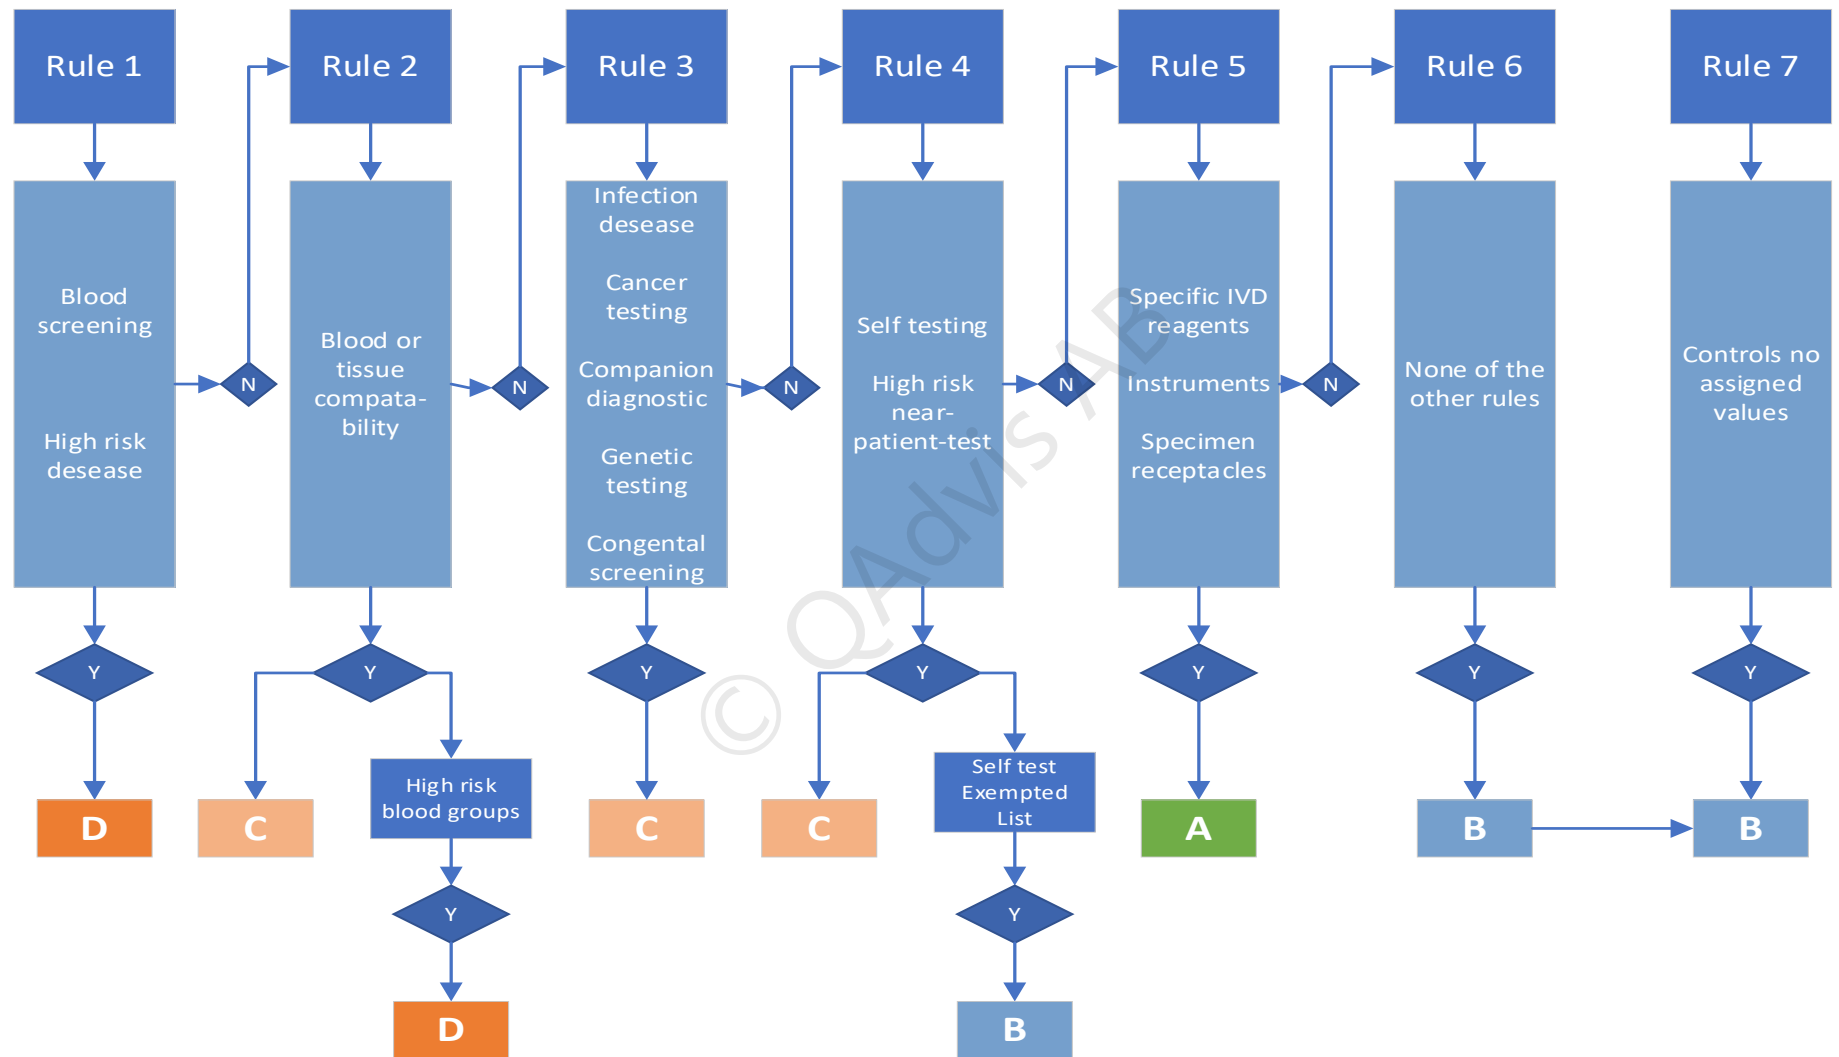 Rule 1
Rule 2
Rule 3
Rule 4
Rule 5
Rule 6
Rule 7
Blood
screening
High risk
desease
N
Blood or
tissue
compata-
bility
N
Infection
desease
Cancer
testing
Companion
diagnostic
Genetic
testing
Congental
screening
N
Self testing
High risk
near-
patient-test
N
Specific IVD
reagents
Instruments
Specimen
receptacles
N
None of the
other rules
Controls no
assigned
values
Y
Y
Y
Y
Y
Y
Y
D
C
High risk
blood groups
C
C
Self test
Exempted
List
A
B
B
Y
Y
D
B
© QAdvis AB